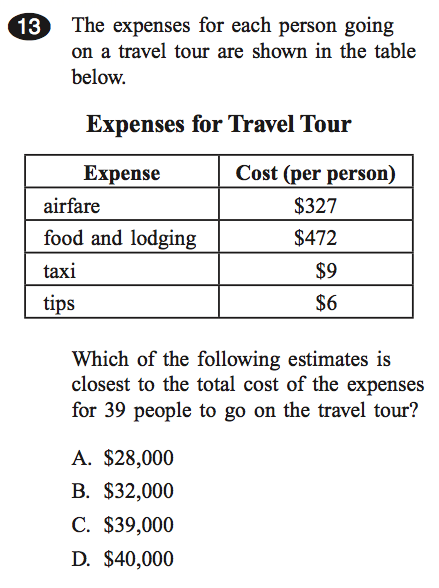 13 The expenses for each person going
on a travel tour are shown in the table
below.
Expenses for Travel Tour
Expense Cost (per person)
airfare $327
food and lodging $472
taxi $9
tips $6
Which of the following estimates is
closest to the total cost of the expenses
for 39 people to go on the travel tour?
A. $28,000
B. $32,000
C. $39,000
D. $40,000